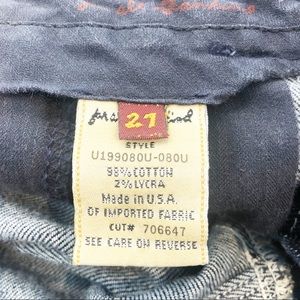 27
STYLE
U199080U-080U
98% COTTON
2% LYCRA
Made in U.S.A.
OF IMPORTED FABRIC
CUT# 706647
SEE CARE ON REVERSE